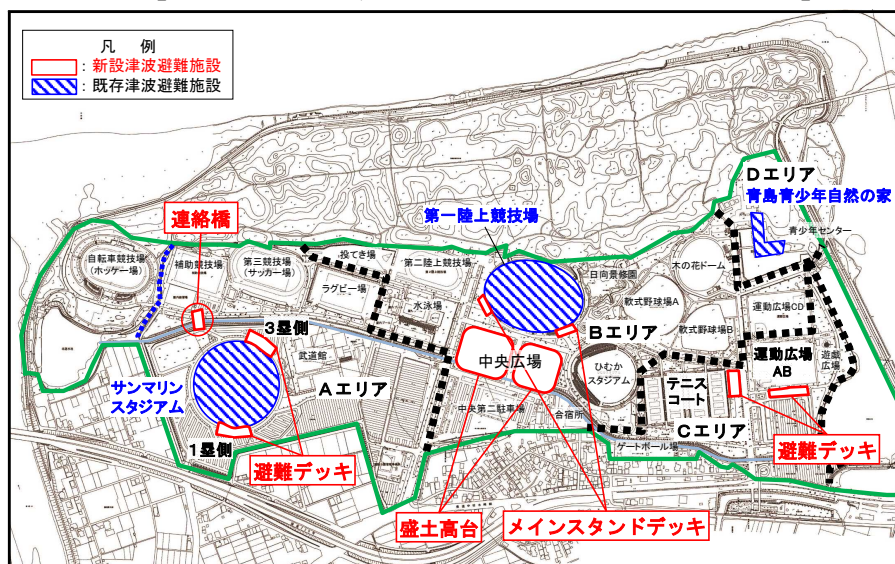 凡 例
：新設津波避難施設
：既存津波避難施設
Dエリア
青島青少年自然の家
青少年センター
連絡橋
第一陸上競技場
自転車競技場
(ホッケー場)
補助競技場
第三競技場
(サッカー場)
投てき場
ラグビー場
第二陸上競技場
水泳場
日向景修園
木の花ドーム
軟式野球場A
軟式野球場B
運動広場CD
3塁側
武道館
Aエリア
Bエリア
中央広場
ひむか
スタジアム
運動広場
AB
遊戯
広場
テニス
コート
サンマリン
スタジアム
中央第二駐車場
合宿所
Cエリア
ゲートボール場
1塁側
避難デッキ
避難デッキ
盛土高台
メインスタンドデッキ